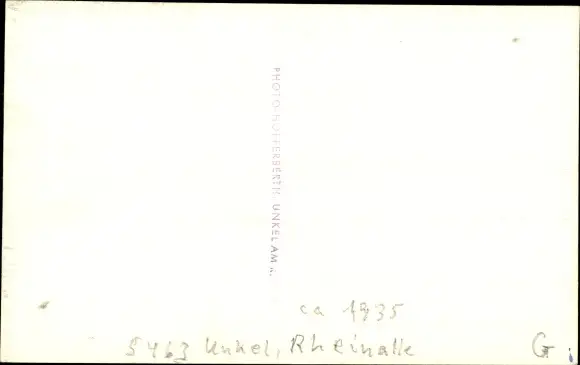 PHOTO-HOFFERBERTH, UNKEL AM R.
ca 1935
5463 Unkel, Rheinalle
G.